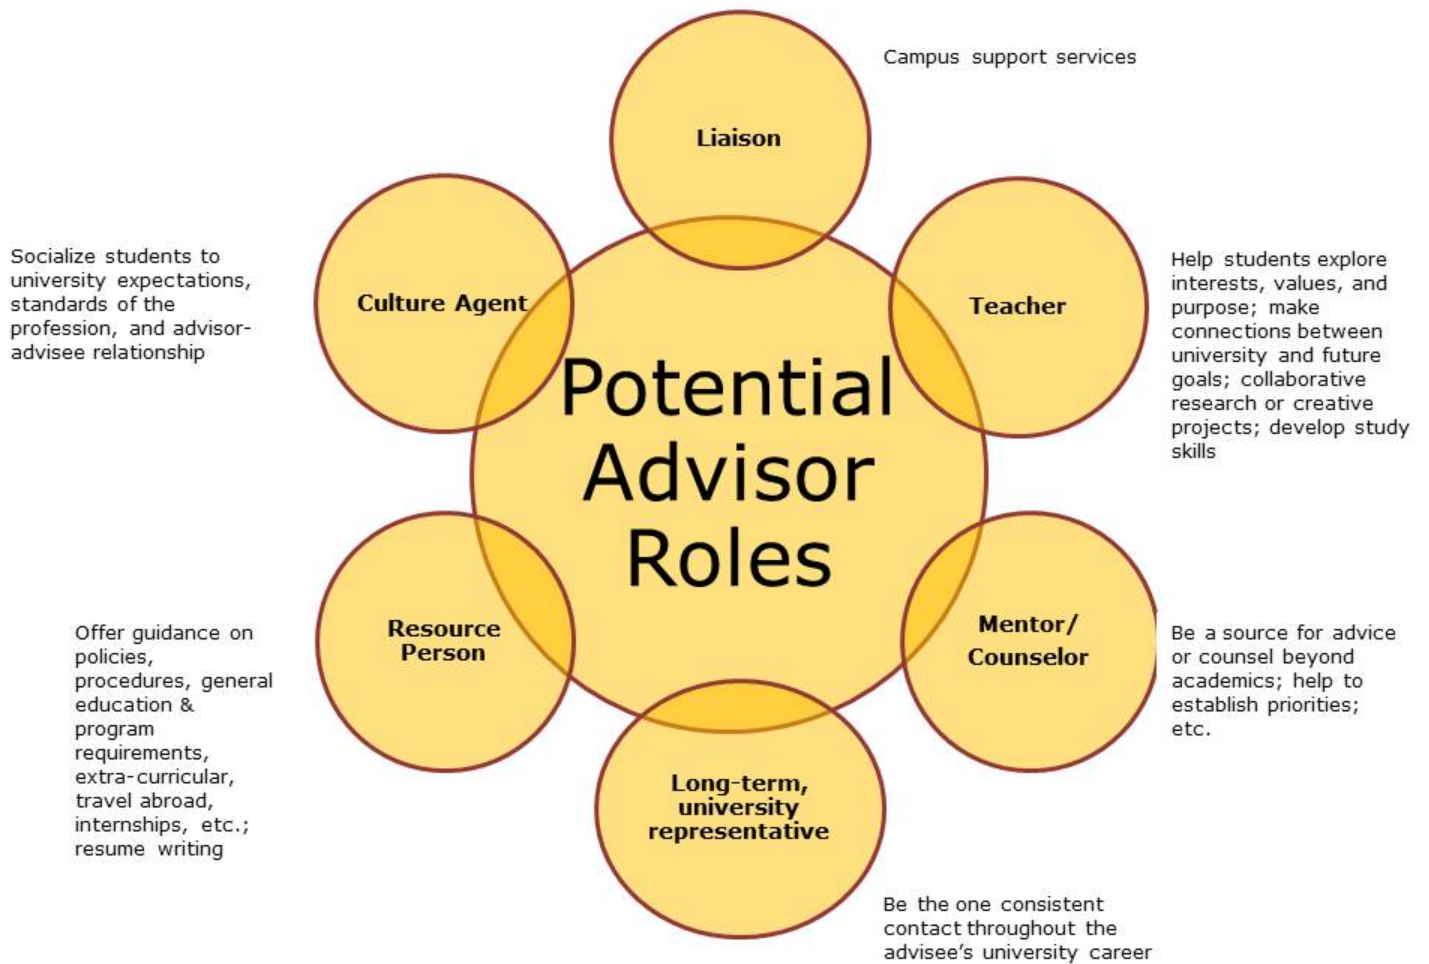 Campus support services
Liaison
Socialize students to
university expectations,
standards of the
profession, and advisor-
advisee relationship
Culture Agent
Teacher
Help students explore
interests, values, and
purpose; make
connections between
university and future
goals; collaborative
research or creative
projects; develop study
skills
Potential
Advisor
Roles
Offer guidance on
policies,
procedures, general
education &
program
requirements,
extra-curricular,
travel abroad,
internships, etc.;
resume writing
Resource
Person
Mentor/
Counselor
Be a source for advice
or counsel beyond
academics; help to
establish priorities;
etc.
Long-term,
university
representative
Be the one consistent
contact throughout the
advisee's university career